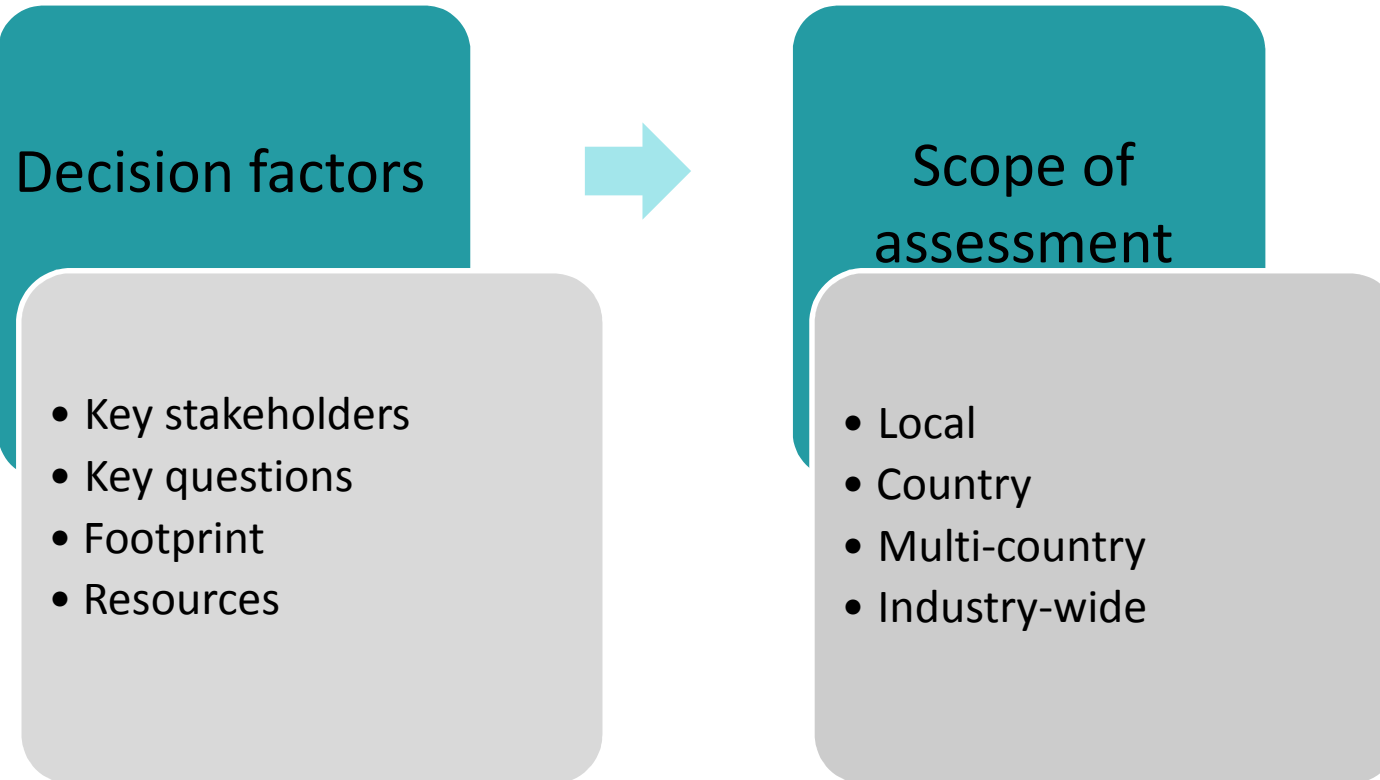 Decision factors
• Key stakeholders
• Key questions
• Footprint
• Resources
Scope of
assessment
• Local
• Country
• Multi-country
• Industry-wide